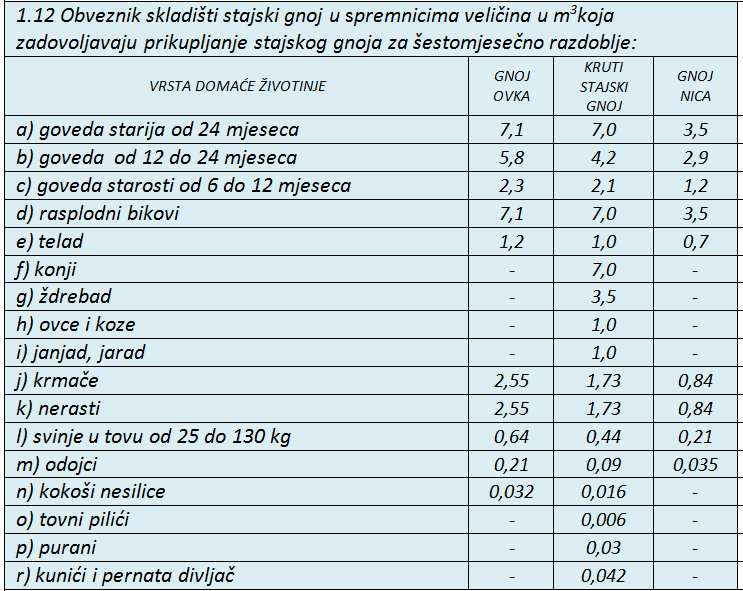 1.12 Obveznik skladišti stajski gnoj u spremnicima veličina u m³koja
zadovoljavaju prikupljanje stajskog gnoja za šestomjesečno razdoblje:
VRSTA DOMAĆE ŽIVOTINJE GNOJ OVKA KRUTI STAJSKI GNOJ GNOJ NICA
a) goveda starija od 24 mjeseca 7,1 7,0 3,5
b) goveda od 12 do 24 mjeseca 5,8 4,2 2,9
c) goveda starosti od 6 do 12 mjeseca 2,3 2,1 1,2
d) rasplodni bikovi 7,1 7,0 3,5
e) telad 1,2 1,0 0,7
f) konji - 7,0 -
g) ždrebad - 3,5 -
h) ovce i koze - 1,0 -
i) janjad, jarad - 1,0 -
j) krmače 2,55 1,73 0,84
k) nerasti 2,55 1,73 0,84
l) svinje u tovu od 25 do 130 kg 0,64 0,44 0,21
m) odojci 0,21 0,09 0,035
n) kokoši nesilice 0,032 0,016 -
o) tovni pilići - 0,006 -
p) purani - 0,03 -
r) kunići i pernata divljač - 0,042 -